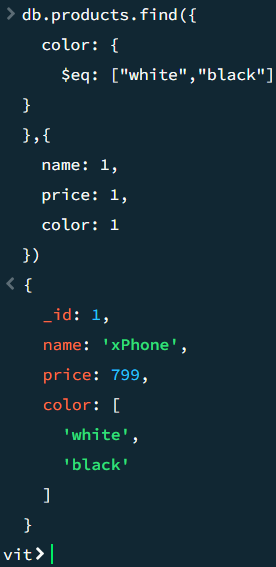 > db.products.find({
color: {
$eq: ["white","black"]
}
},{
name: 1,
price: 1,
color: 1
})
< {
_id: 1,
name: 'xPhone',
price: 799,
color: [
'white',
'black'
]
}
vit>